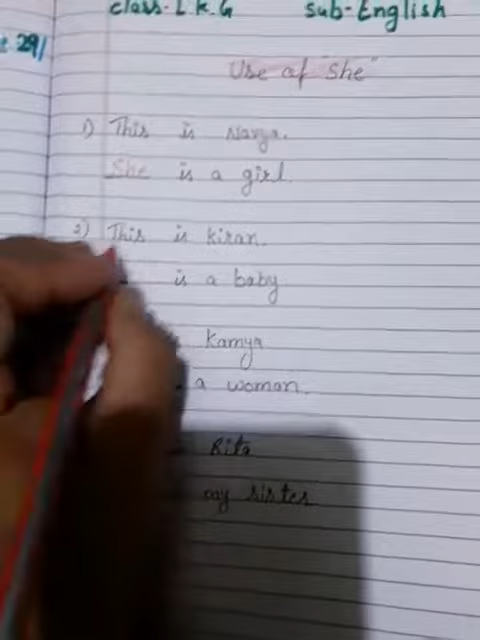 class-L.K.G Sub-English
29/
Use of "She"
1) This is Navya.
She is a girl.
2) This is kiran.
is a baby
Kamya
a woman.
Rita
my sister